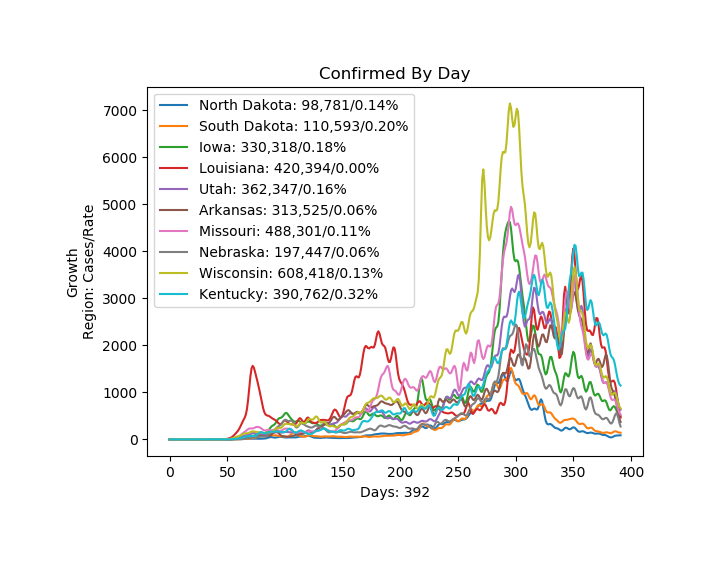 Confirmed By Day
7000
6000
5000
4000
3000
2000
1000
0
Growth
Region: Cases/Rate
North Dakota: 98,781/0.14%
South Dakota: 110,593/0.20%
Iowa: 330,318/0.18%
Louisiana: 420,394/0.00%
Utah: 362,347/0.16%
Arkansas: 313,525/0.06%
Missouri: 488,301/0.11%
Nebraska: 197,447/0.06%
Wisconsin: 608,418/0.13%
Kentucky: 390,762/0.32%
0 50 100 150 200 250 300 350 400
Days: 392